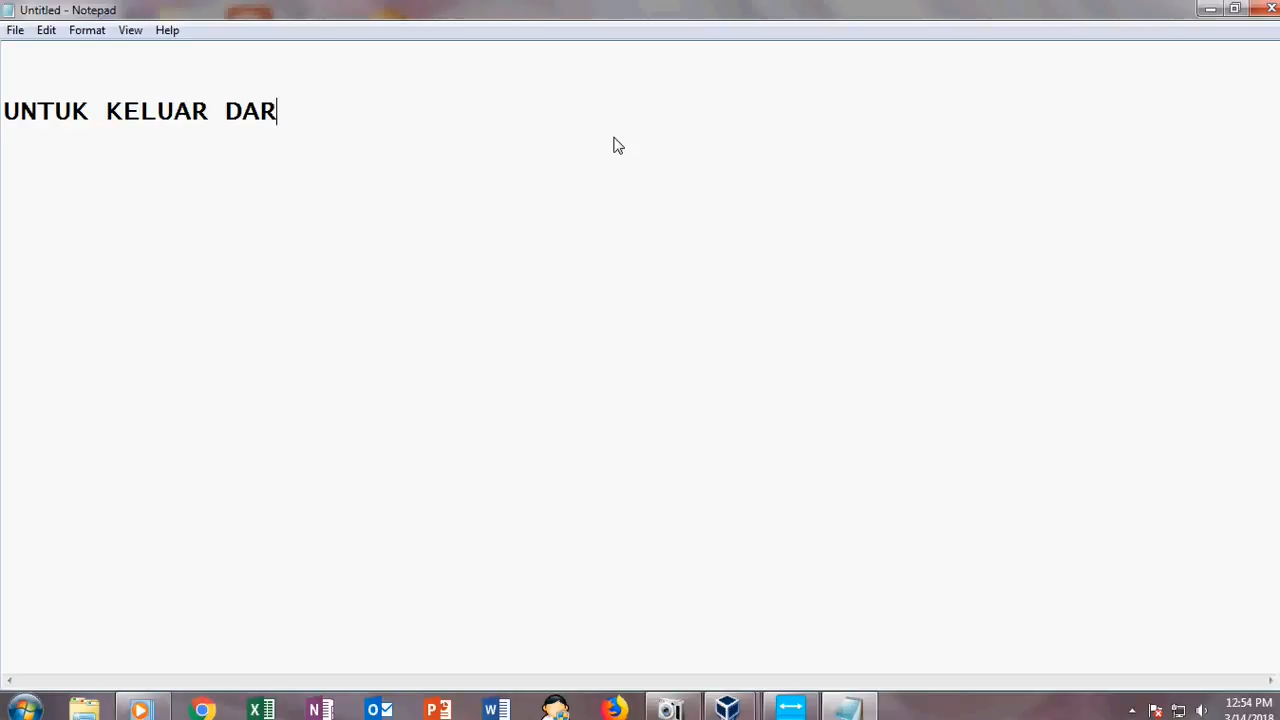 Untitled - Notepad
File Edit Format View Help
UNTUK KELUAR DAR
12:54 PM